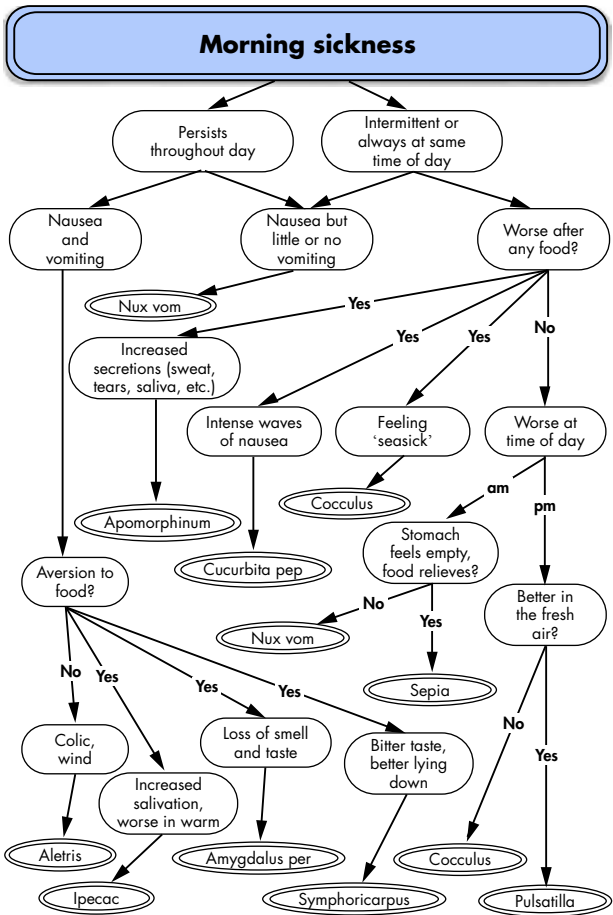 Morning sickness
Persists
throughout day
Intermittent or
always at same
time of day
Nausea
and
vomiting
Nausea but
little or no
vomiting
Worse after
any food?
Nux vom
Yes
Yes
Yes
No
Increased
secretions (sweat,
tears, saliva, etc.)
Intense waves
of nausea
Feeling
‘seasick’
Worse at
time of day
am
pm
Apomorphinum
Cocculus
Cucurbita pep
Stomach
feels empty,
food relieves?
Aversion to
food?
Better in
the fresh
air?
No
Yes
Nux vom
Sepia
No
Yes
Yes
Yes
No
Yes
Colic,
wind
Increased
salivation,
worse in warm
Loss of smell
and taste
Bitter taste,
better lying
down
Aletris
Ipecac
Amygdalus per
Symphoricarpus
Cocculus
Pulsatilla